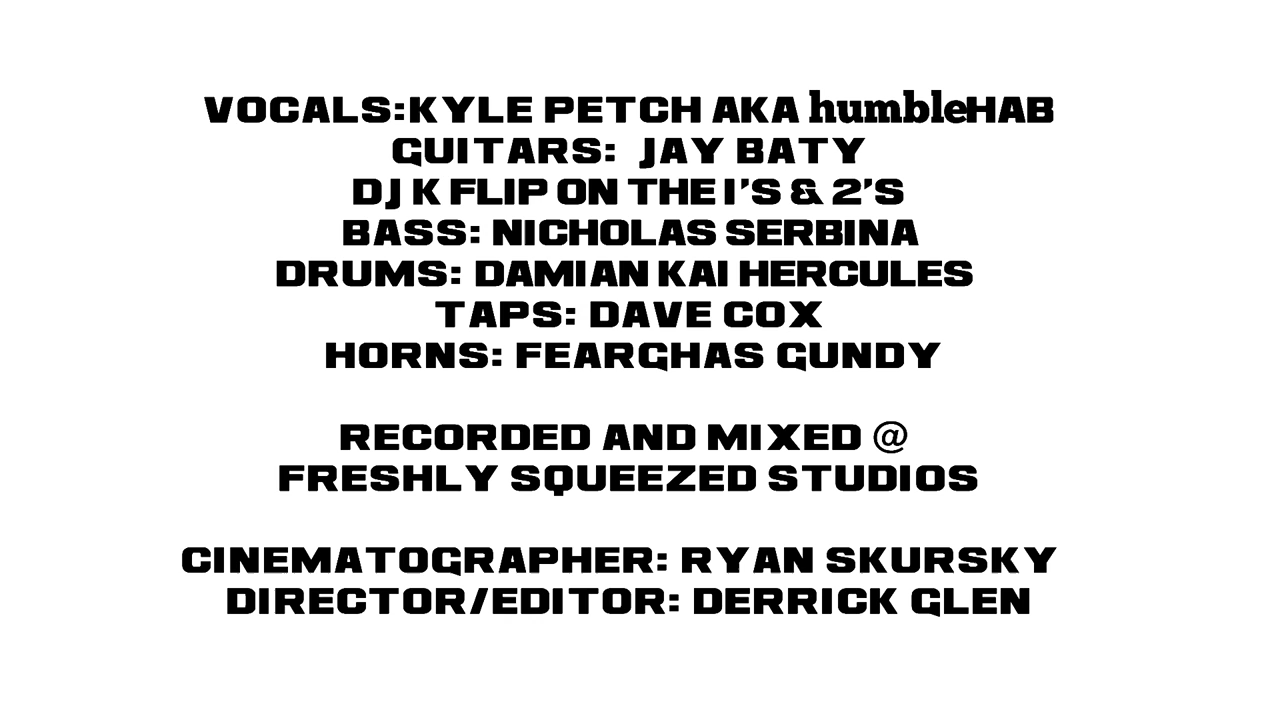 VOCALS:KYLE PETCH AKA humbleHAB
GUITARS: JAY BATY
DJ K FLIP ON THE 1'S & 2'S
BASS: NICHOLAS SERBINA
DRUMS: DAMIAN KAI HERCULES
TAPS: DAVE COX
HORNS: FEARGHAS GUNDY
RECORDED AND MIXED @
FRESHLY SQUEEZED STUDIOS
CINEMATOGRAPHER: RYAN SKURSKY
DIRECTOR/EDITOR: DERRICK GLEN